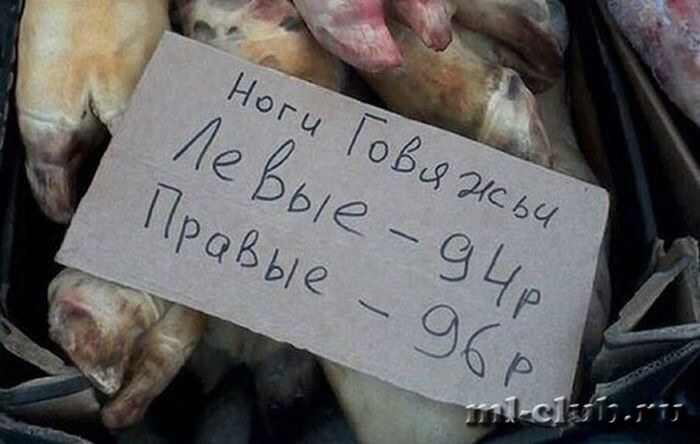 Ноги Говяжьи
Левые - 94р
Правые - 96р
ml-club.ru